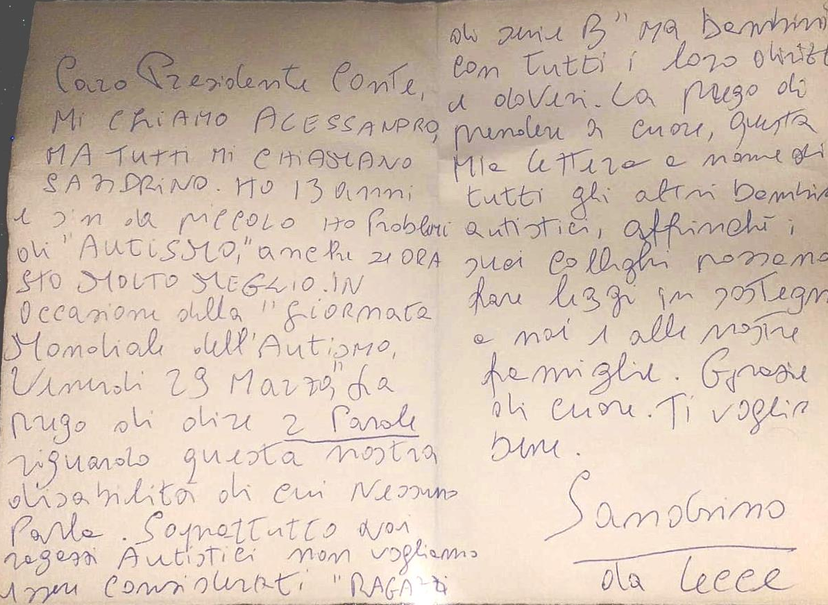 Caro Presidente Conte,
MI CHIAMO ALESSANDRO,
MA TUTTI MI CHIAMANO
SANDRINO. HO 13 anni
e sin da piccolo HO Problemi
di "AUTISMO," anche se ORA
STO MOLTO MEGLIO. IN
Occasione della "Giornata
Mondiale dell'Autismo,
Venerdì 29 Marzo," La
prego di dire 2 Parole
riguardo questa nostra
disabilità di cui Nessuno
Parla. Soprattutto Noi
ragazzi Autistici non vogliamo
essere considerati "RAGAZZI
di serie B" ma bambini
con tutti i loro diritt
e doveri. La prego di
prendere a cuore, questa
Mia lettera a nome di
tutti gli altri bambin
autistici, affinché i
suoi colleghi possano
fare leggi in sostegn
a noi e alle nostre
famiglie. Grazie
di cuore. Ti voglio
bene.
Sandrino
da Lecce